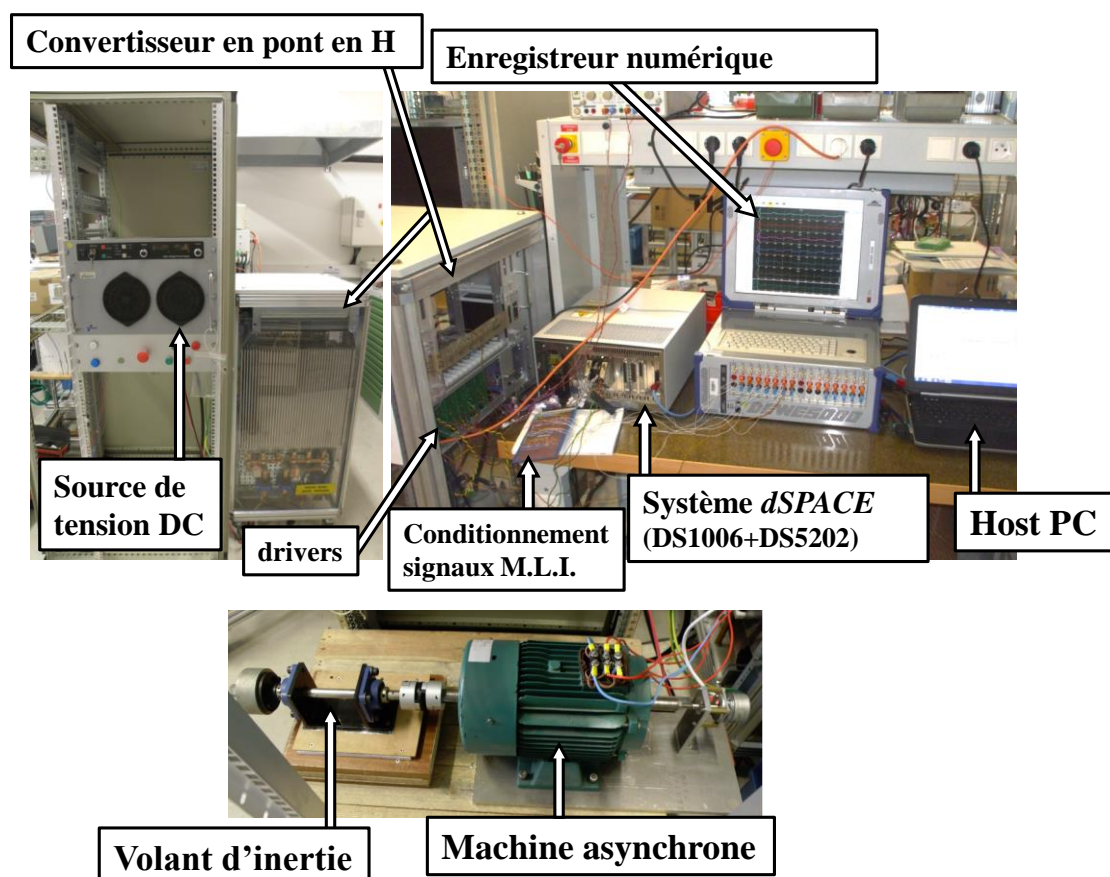 Convertisseur en pont en H
Enregistreur numérique
Source de
tension DC
drivers
Conditionnement
signaux M.L.I.
Système dSPACE
(DS1006+DS5202)
Host PC
Volant d'inertie
Machine asynchrone